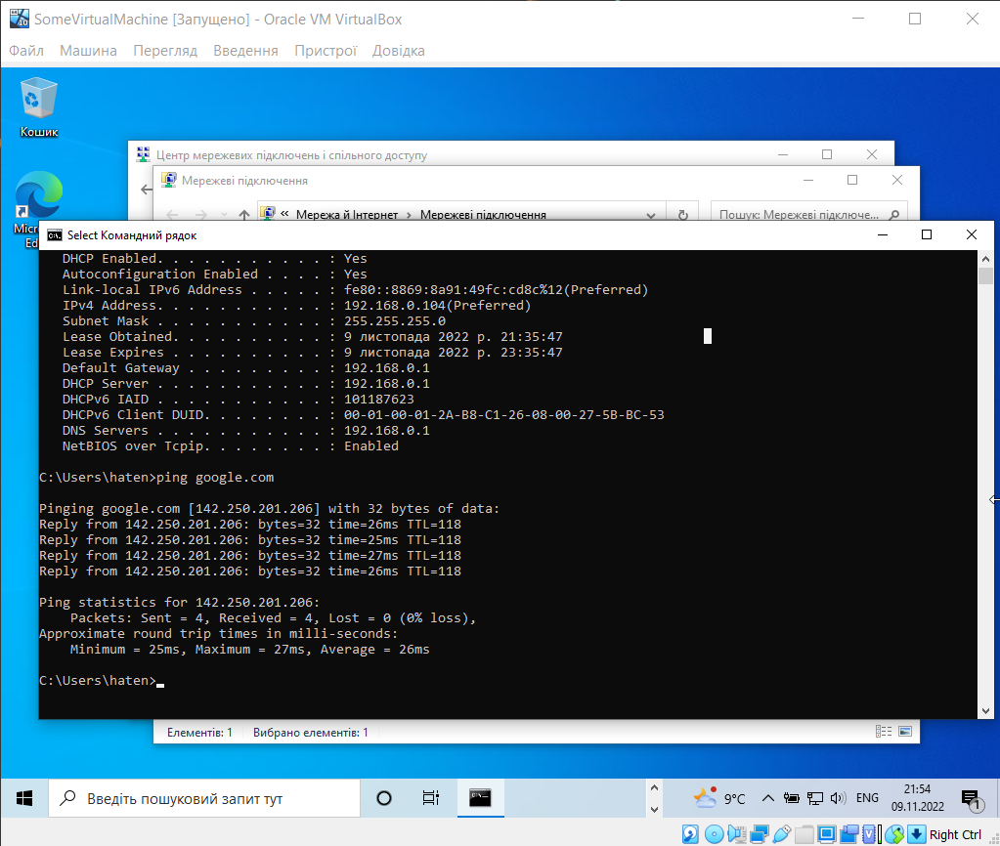 SomeVirtualMachine [Запущено] - Oracle VM VirtualBox
Файл Машина Перегляд Введення Пристрої Довідка
Кошик
Центр мережевих підключень і спільного доступу
Мережеві підключення
« Мережа й Інтернет › Мережеві підключення
Пошук: Мережеві підключе...
Micr
Ed
Select Командний рядок
DHCP Enabled. . . . . . . . . . . : Yes
Autoconfiguration Enabled . . . . : Yes
Link-local IPv6 Address . . . . . : fe80::8869:8a91:49fc:cd8c%12(Preferred)
IPv4 Address. . . . . . . . . . . : 192.168.0.104(Preferred)
Subnet Mask . . . . . . . . . . . : 255.255.255.0
Lease Obtained. . . . . . . . . . : 9 листопада 2022 р. 21:35:47
Lease Expires . . . . . . . . . . : 9 листопада 2022 р. 23:35:47
Default Gateway . . . . . . . . . : 192.168.0.1
DHCP Server . . . . . . . . . . . : 192.168.0.1
DHCPv6 IAID . . . . . . . . . . . : 101187623
DHCPv6 Client DUID. . . . . . . . : 00-01-00-01-2A-B8-C1-26-08-00-27-5B-BC-53
DNS Servers . . . . . . . . . . . : 192.168.0.1
NetBIOS over Tcpip. . . . . . . . : Enabled
C:\Users\haten>ping google.com
Pinging google.com [142.250.201.206] with 32 bytes of data:
Reply from 142.250.201.206: bytes=32 time=26ms TTL=118
Reply from 142.250.201.206: bytes=32 time=25ms TTL=118
Reply from 142.250.201.206: bytes=32 time=27ms TTL=118
Reply from 142.250.201.206: bytes=32 time=26ms TTL=118
Ping statistics for 142.250.201.206:
Packets: Sent = 4, Received = 4, Lost = 0 (0% loss),
Approximate round trip times in milli-seconds:
Minimum = 25ms, Maximum = 27ms, Average = 26ms
C:\Users\haten>
Елементів: 1 Вибрано елементів: 1
Введіть пошуковий запит тут
9°C
ENG
21:54
09.11.2022
1
Right Ctrl